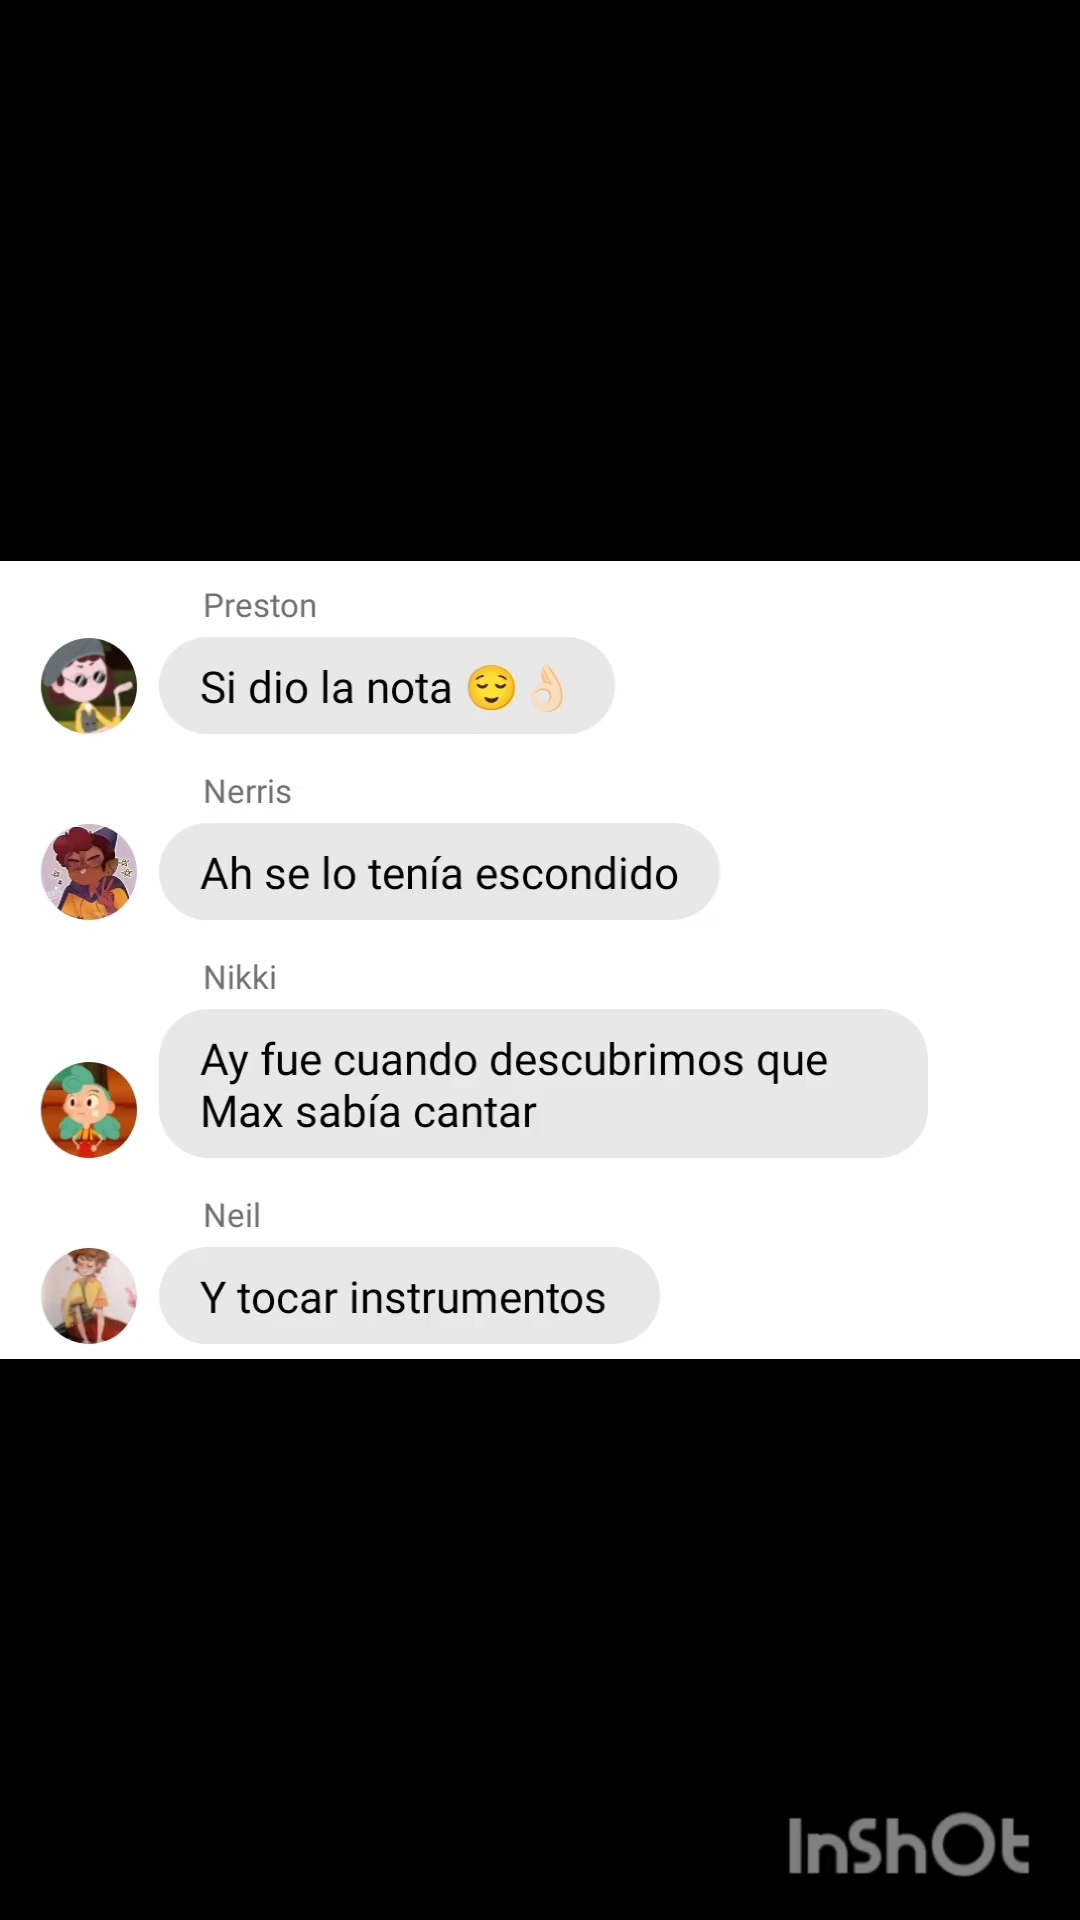 Preston
Si dio la nota 😌👌🏻
Nerris
Ah se lo tenía escondido
Nikki
Ay fue cuando descubrimos que
Max sabía cantar
Neil
Y tocar instrumentos
InShOt